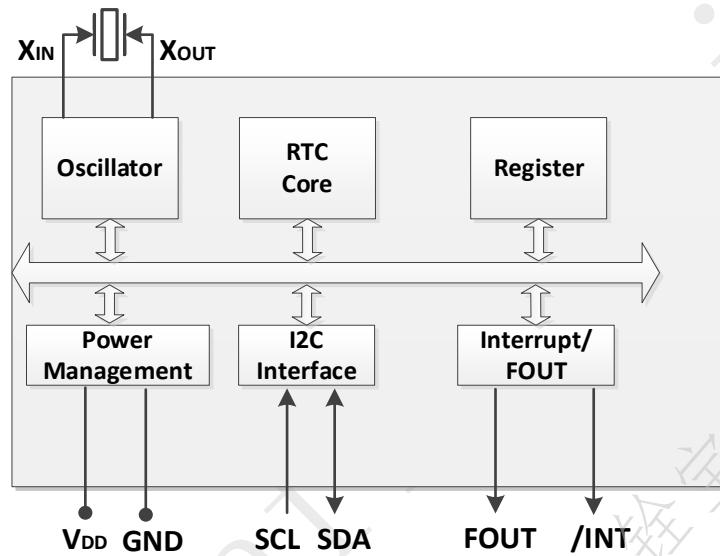 XIN XOUT
Oscillator
RTC
Core
Register
Power
Management
I2C
Interface
Interrupt/
FOUT
VDD GND SCL SDA FOUT /INT